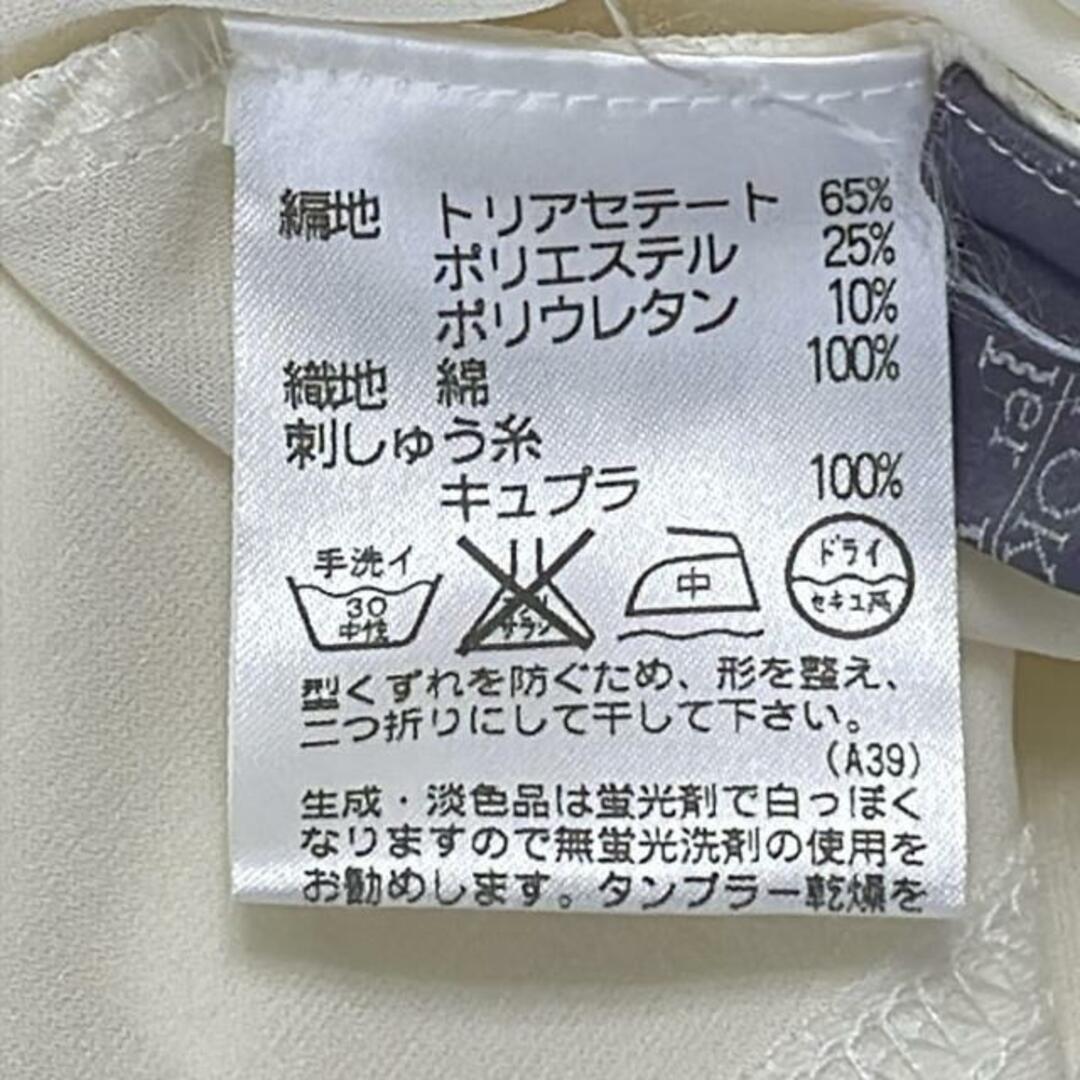 編地 トリアセテート 65%
ポリエステル 25%
ポリウレタン 10%
織地 綿 100%
刺しゅう糸
キュプラ 100%
手洗イ
30
中性
サラシ
中
ドライ
セキユ系
型くずれを防ぐため、形を整え、
二つ折りにして干して下さい。
(A39)
生成・淡色品は蛍光剤で白っぽく
なりますので無蛍光洗剤の使用を
お勧めします。タンブラー乾燥を